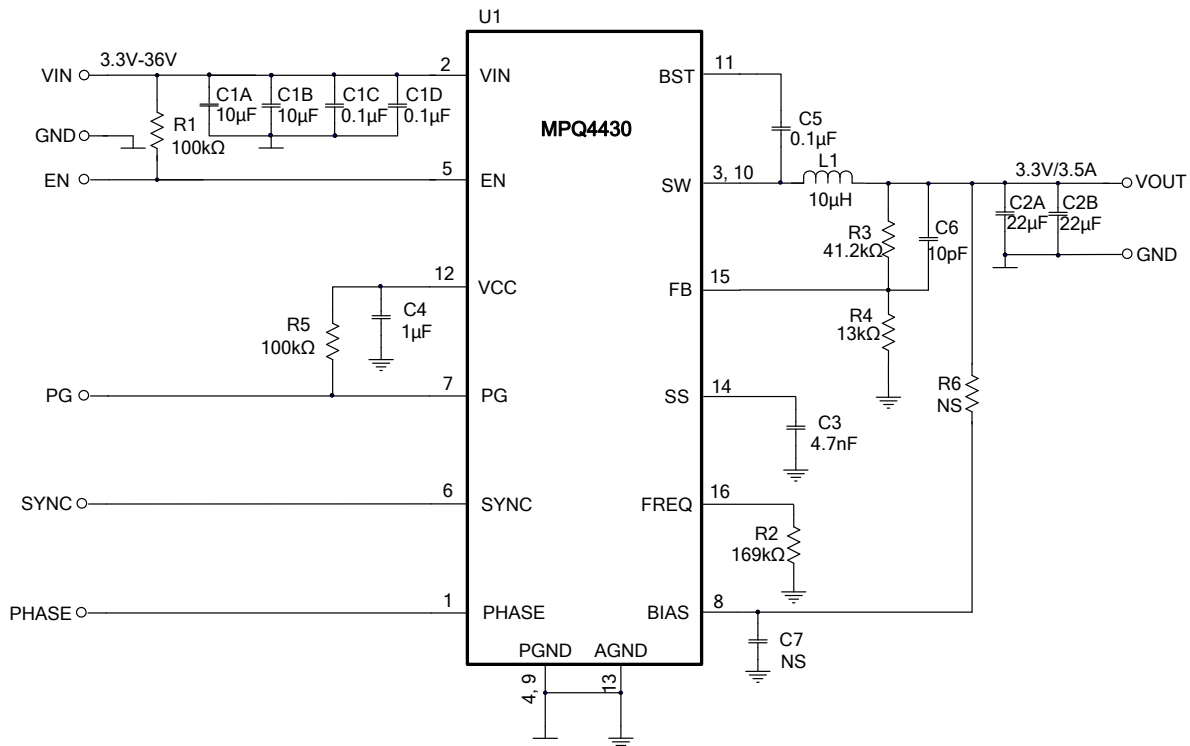 U1
3.3V-36V
VIN
2
VIN
BST
11
C1A
10µF
C1B
10µF
C1C
0.1µF
C1D
0.1µF
MPQ4430
C5
0.1µF
GND
R1
100kΩ
EN
5
EN
SW
3, 10
L1
10µH
3.3V/3.5A
VOUT
C2A
22µF
C2B
22µF
R3
41.2kΩ
C6
10pF
GND
12
VCC
FB
15
C4
1µF
R5
100kΩ
R4
13kΩ
PG
7
PG
SS
14
R6
NS
C3
4.7nF
SYNC
6
SYNC
FREQ
16
R2
169kΩ
PHASE
1
PHASE
BIAS
8
C7
NS
PGND
AGND
4, 9
13